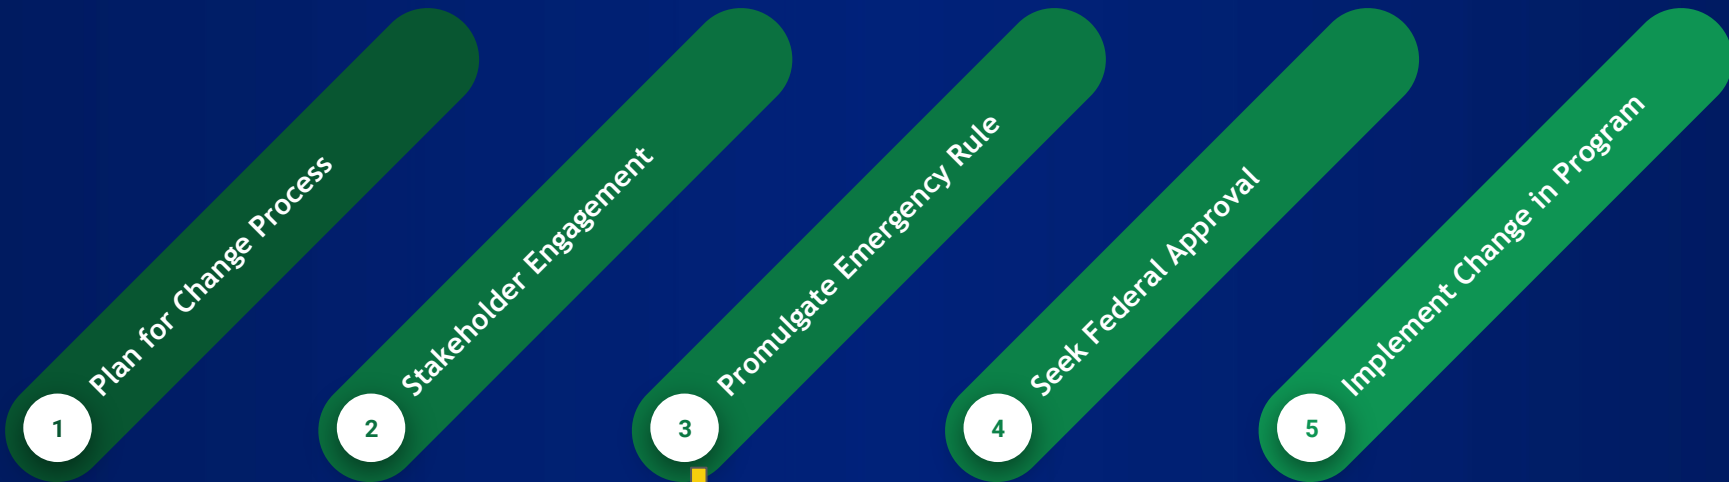 1
Plan for Change Process
2
Stakeholder Engagement
3
Promulgate Emergency Rule
4
Seek Federal Approval
5
Implement Change in Program